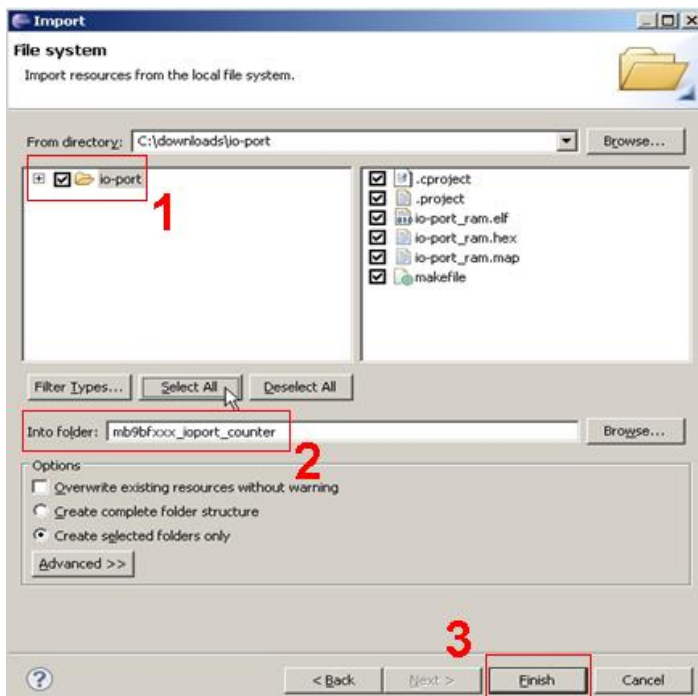 Import
File system
Import resources from the local file system.
From directory: C:\downloads\io-port Browse...
io-port
1
.cproject
.project
io-port_ram.elf
io-port_ram.hex
io-port_ram.map
makefile
Filter Types... Select All Deselect All
Into folder: mb9bfxxx_ioport_counter Browse...
2
Options
Overwrite existing resources without warning
Create complete folder structure
Create selected folders only
Advanced >>
3
? < Back Next > Finish Cancel